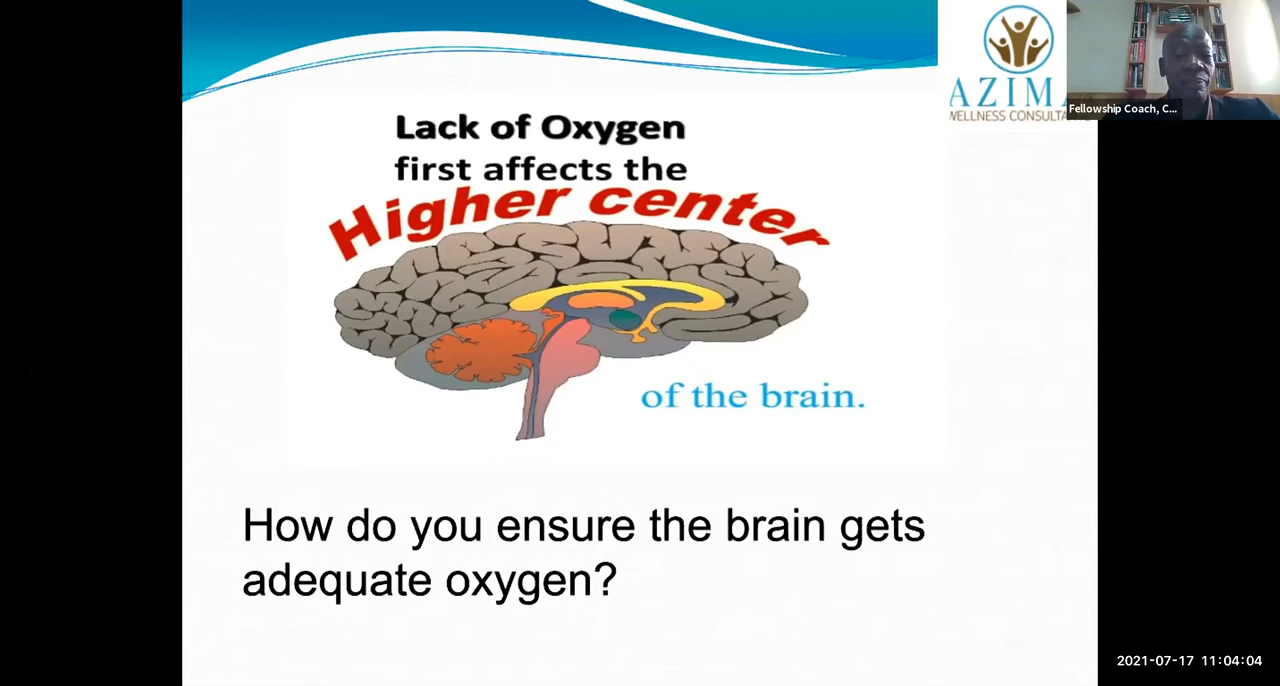 Lack of Oxygen
first affects the
Higher center
of the brain.
How do you ensure the brain gets
adequate oxygen?
AZIM
WELLNESS CONSULTA
Fellowship Coach, C...
2021-07-17 11:04:04